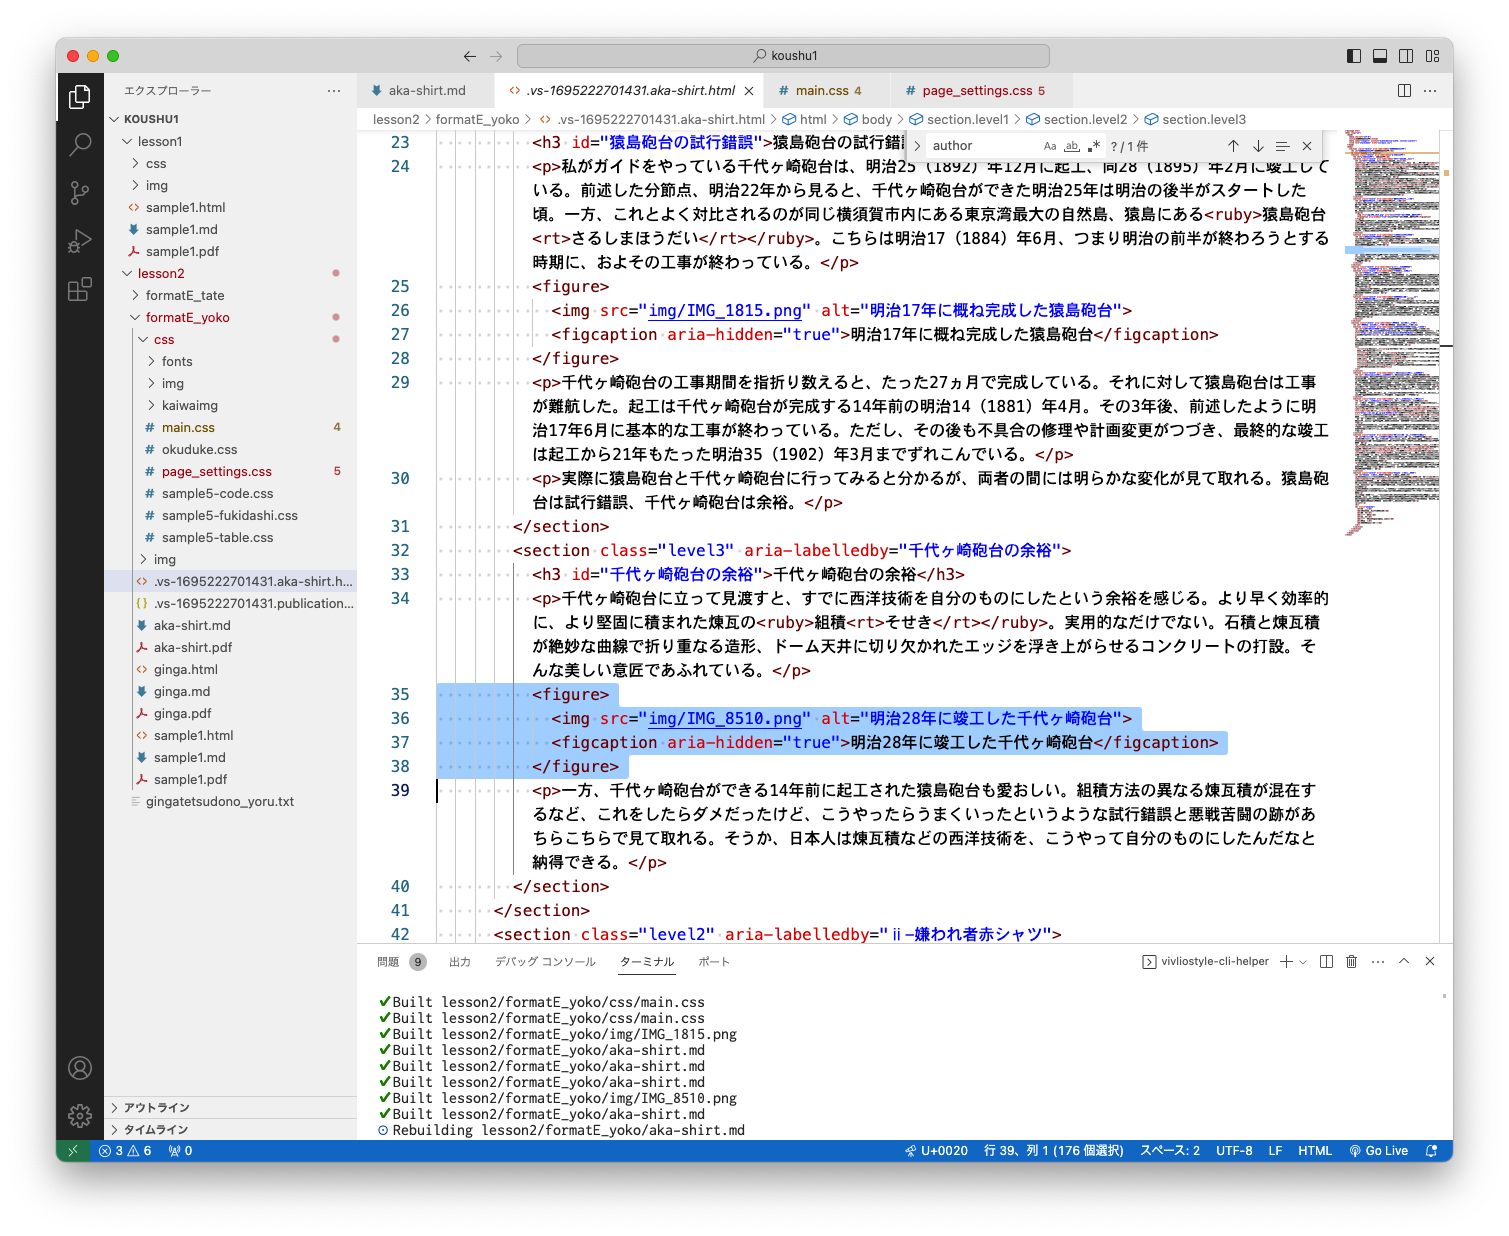 koushu1
エクスプローラー
KOUSHU1
lesson1
css
img
sample1.html
sample1.md
sample1.pdf
lesson2
formatE_tate
formatE_yoko
css
fonts
img
kaiwaimg
main.css 4
okuduke.css
page_settings.css 5
sample5-code.css
sample5-fukidashi.css
sample5-table.css
img
.vs-1695222701431.aka-shirt.h...
.vs-1695222701431.publication...
aka-shirt.md
aka-shirt.pdf
ginga.html
ginga.md
ginga.pdf
sample1.html
sample1.md
sample1.pdf
gingatetsudono_yoru.txt
アウトライン
タイムライン
aka-shirt.md .vs-1695222701431.aka-shirt.html main.css 4 page_settings.css 5
lesson2 > formatE_yoko > .vs-1695222701431.aka-shirt.html > html > body > section.level1 > section.level2 > section.level3
author Aa ab .* ? / 1 件
23 <h3 id="猿島砲台の試行錯誤">猿島砲台の試行錯
24 <p>私がガイドをやっている千代ヶ崎砲台は、明治25（1892）年12月に起工、同28（1895）年2月に竣工して
いる。前述した分節点、明治22年から見ると、千代ヶ崎砲台ができた明治25年は明治の後半がスタートした
頃。一方、これとよく対比されるのが同じ横須賀市内にある東京湾最大の自然島、猿島にある<ruby>猿島砲台
<rt>さるしまほうだい</rt></ruby>。こちらは明治17（1884）年6月、つまり明治の前半が終わろうとする
時期に、およその工事が終わっている。</p>
25 <figure>
26 <img src="img/IMG_1815.png" alt="明治17年に概ね完成した猿島砲台">
27 <figcaption aria-hidden="true">明治17年に概ね完成した猿島砲台</figcaption>
28 </figure>
29 <p>千代ヶ崎砲台の工事期間を指折り数えると、たった27ヵ月で完成している。それに対して猿島砲台は工事
が難航した。起工は千代ヶ崎砲台が完成する14年前の明治14（1881）年4月。その3年後、前述したように明
治17年6月に基本的な工事が終わっている。ただし、その後も不具合の修理や計画変更がつづき、最終的な竣工
は起工から21年もたった明治35（1902）年3月までずれこんでいる。</p>
30 <p>実際に猿島砲台と千代ヶ崎砲台に行ってみると分かるが、両者の間には明らかな変化が見て取れる。猿島砲
台は試行錯誤、千代ヶ崎砲台は余裕。</p>
31 </section>
32 <section class="level3" aria-labelledby="千代ヶ崎砲台の余裕">
33 <h3 id="千代ヶ崎砲台の余裕">千代ヶ崎砲台の余裕</h3>
34 <p>千代ヶ崎砲台に立って見渡すと、すでに西洋技術を自分のものにしたという余裕を感じる。より早く効率的
に、より堅固に積まれた煉瓦の<ruby>組積<rt>そせき</rt></ruby>。実用的なだけでない。石積と煉瓦積
が絶妙な曲線で折り重なる造形、ドーム天井に切り欠かれたエッジを浮き上がらせるコンクリートの打設。そ
んな美しい意匠であふれている。</p>
35 <figure>
36 <img src="img/IMG_8510.png" alt="明治28年に竣工した千代ヶ崎砲台">
37 <figcaption aria-hidden="true">明治28年に竣工した千代ヶ崎砲台</figcaption>
38 </figure>
39 <p>一方、千代ヶ崎砲台ができる14年前に起工された猿島砲台も愛おしい。組積方法の異なる煉瓦積が混在す
るなど、これをしたらダメだったけど、こうやったらうまくいったというような試行錯誤と悪戦苦闘の跡があ
ちらこちらで見て取れる。そうか、日本人は煉瓦積などの西洋技術を、こうやって自分のものにしたんだなと
納得できる。</p>
40 </section>
41 </section>
42 <section class="level2" aria-labelledby="ⅱ-嫌われ者赤シャツ">
問題 9 出力 デバッグ コンソール ターミナル ポート vivliostyle-cli-helper
✔Built lesson2/formatE_yoko/css/main.css
✔Built lesson2/formatE_yoko/css/main.css
✔Built lesson2/formatE_yoko/img/IMG_1815.png
✔Built lesson2/formatE_yoko/aka-shirt.md
✔Built lesson2/formatE_yoko/aka-shirt.md
✔Built lesson2/formatE_yoko/aka-shirt.md
✔Built lesson2/formatE_yoko/img/IMG_8510.png
✔Built lesson2/formatE_yoko/aka-shirt.md
Rebuilding lesson2/formatE_yoko/aka-shirt.md
3 6 0 U+0020 行 39、列 1 (176 個選択) スペース: 2 UTF-8 LF HTML Go Live